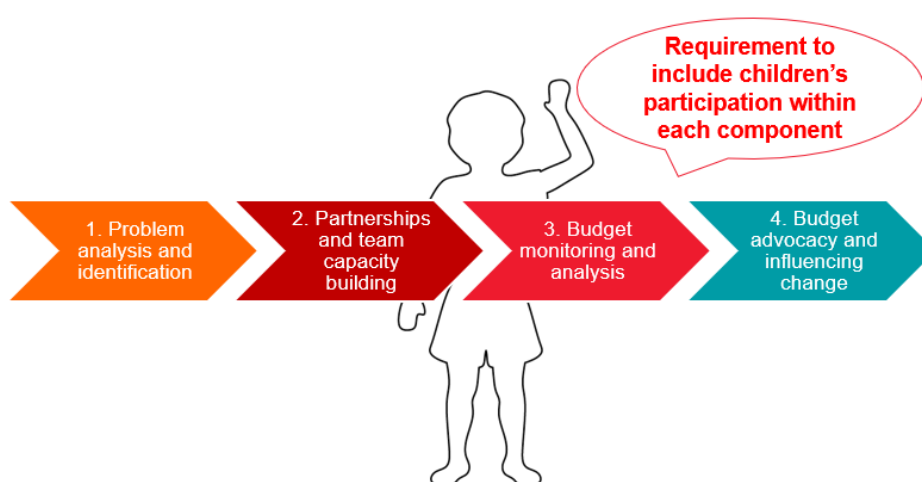 Requirement to
include children’s
participation within
each component
1. Problem
analysis and
identification
2. Partnerships
and team
capacity
building
3. Budget
monitoring and
analysis
4. Budget
advocacy and
influencing
change